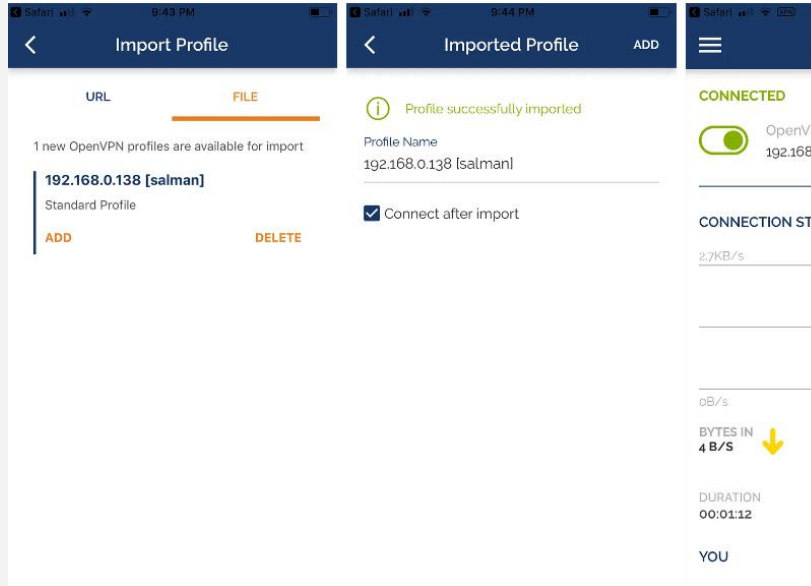 Safari 9:43 PM
Import Profile
URL FILE
1 new OpenVPN profiles are available for import
192.168.0.138 [salman]
Standard Profile
ADD DELETE
Safari 9:44 PM
Imported Profile ADD
Profile successfully imported
Profile Name
192.168.0.138 [salman]
Connect after import
Safari VPN
CONNECTED
OpenV
192.168
CONNECTION ST
2.7KB/s
0B/s
BYTES IN
4 B/S
DURATION
00:01:12
YOU